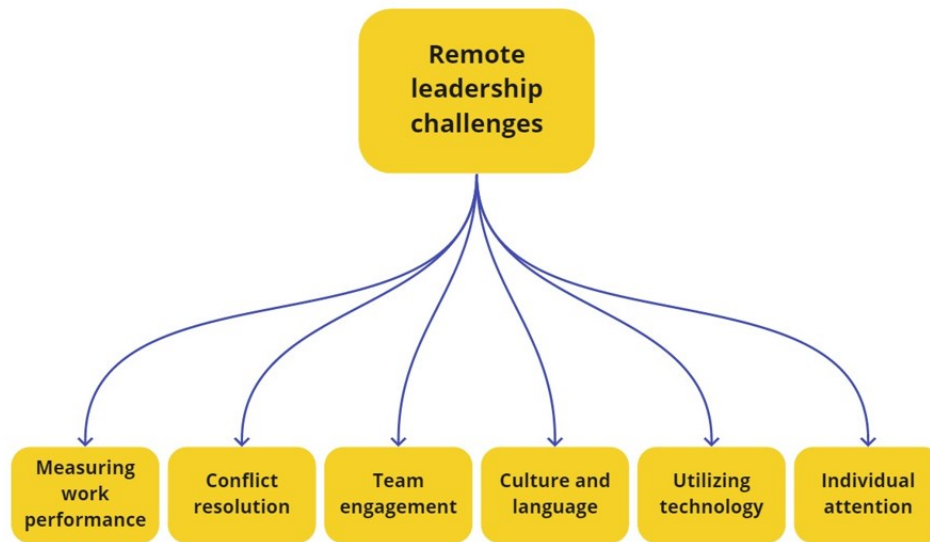 Remote
leadership
challenges
Measuring
work
performance
Conflict
resolution
Team
engagement
Culture and
language
Utilizing
technology
Individual
attention